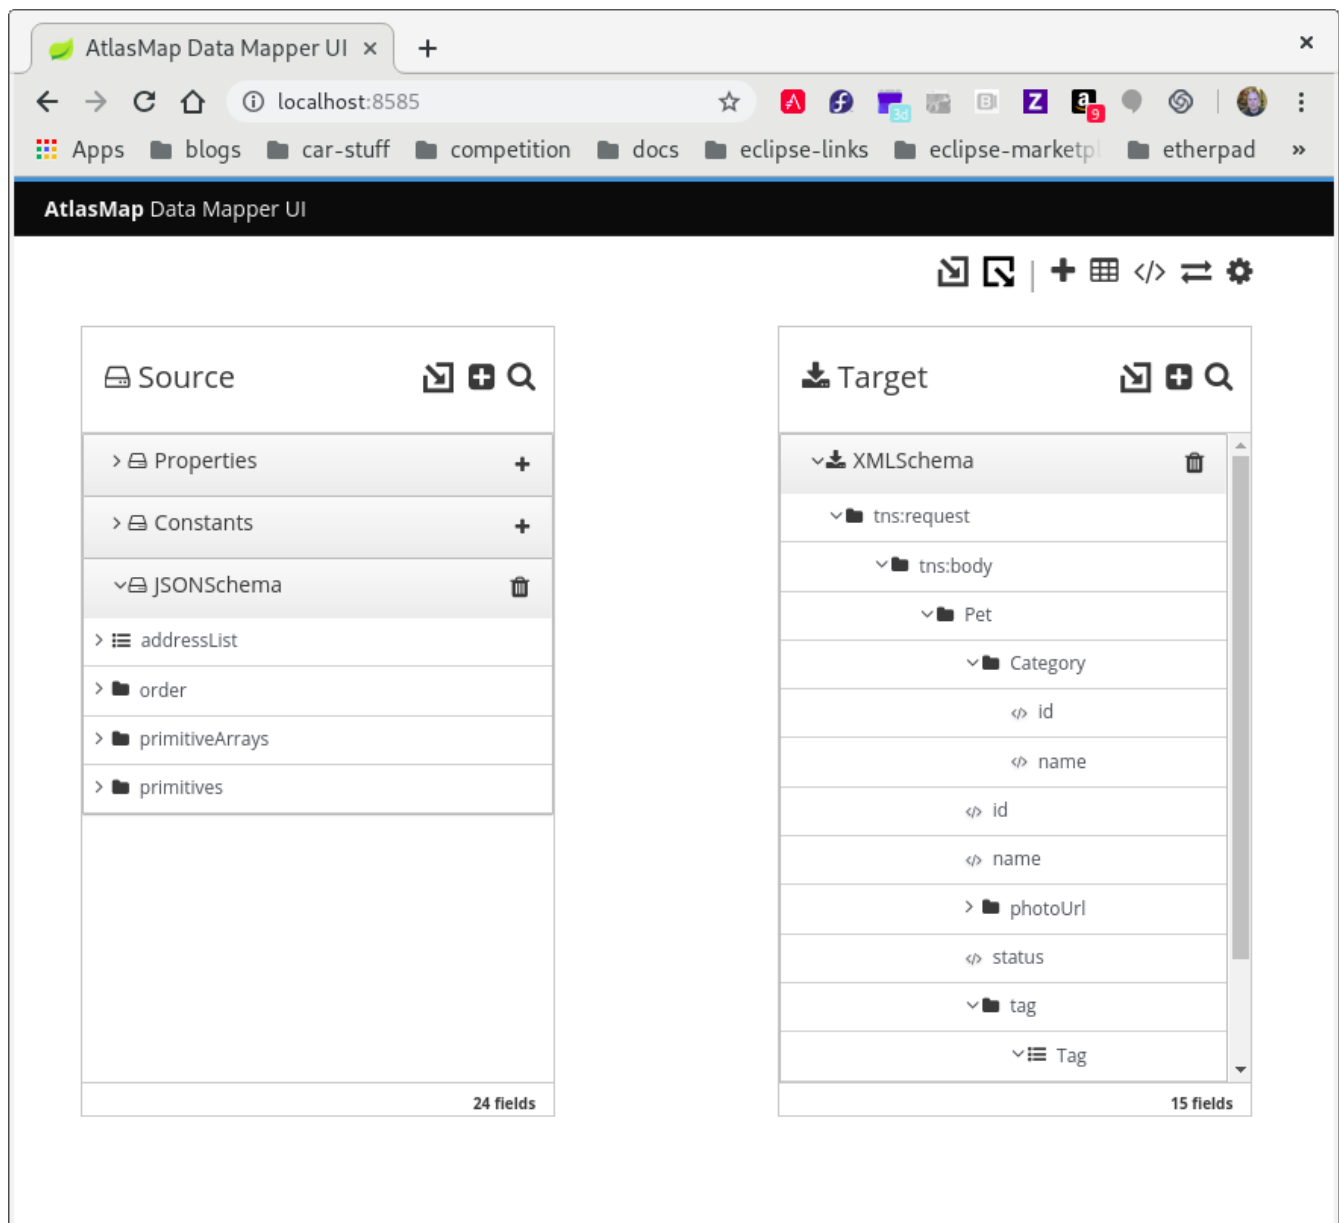 AtlasMap Data Mapper UI
localhost:8585
3d
B
Z
a
9
Apps blogs car-stuff competition docs eclipse-links eclipse-marketpl etherpad »
AtlasMap Data Mapper UI
Source
Properties
Constants
JSONSchema
addressList
order
primitiveArrays
primitives
24 fields
Target
XMLSchema
tns:request
tns:body
Pet
Category
id
name
id
name
photoUrl
status
tag
Tag
15 fields